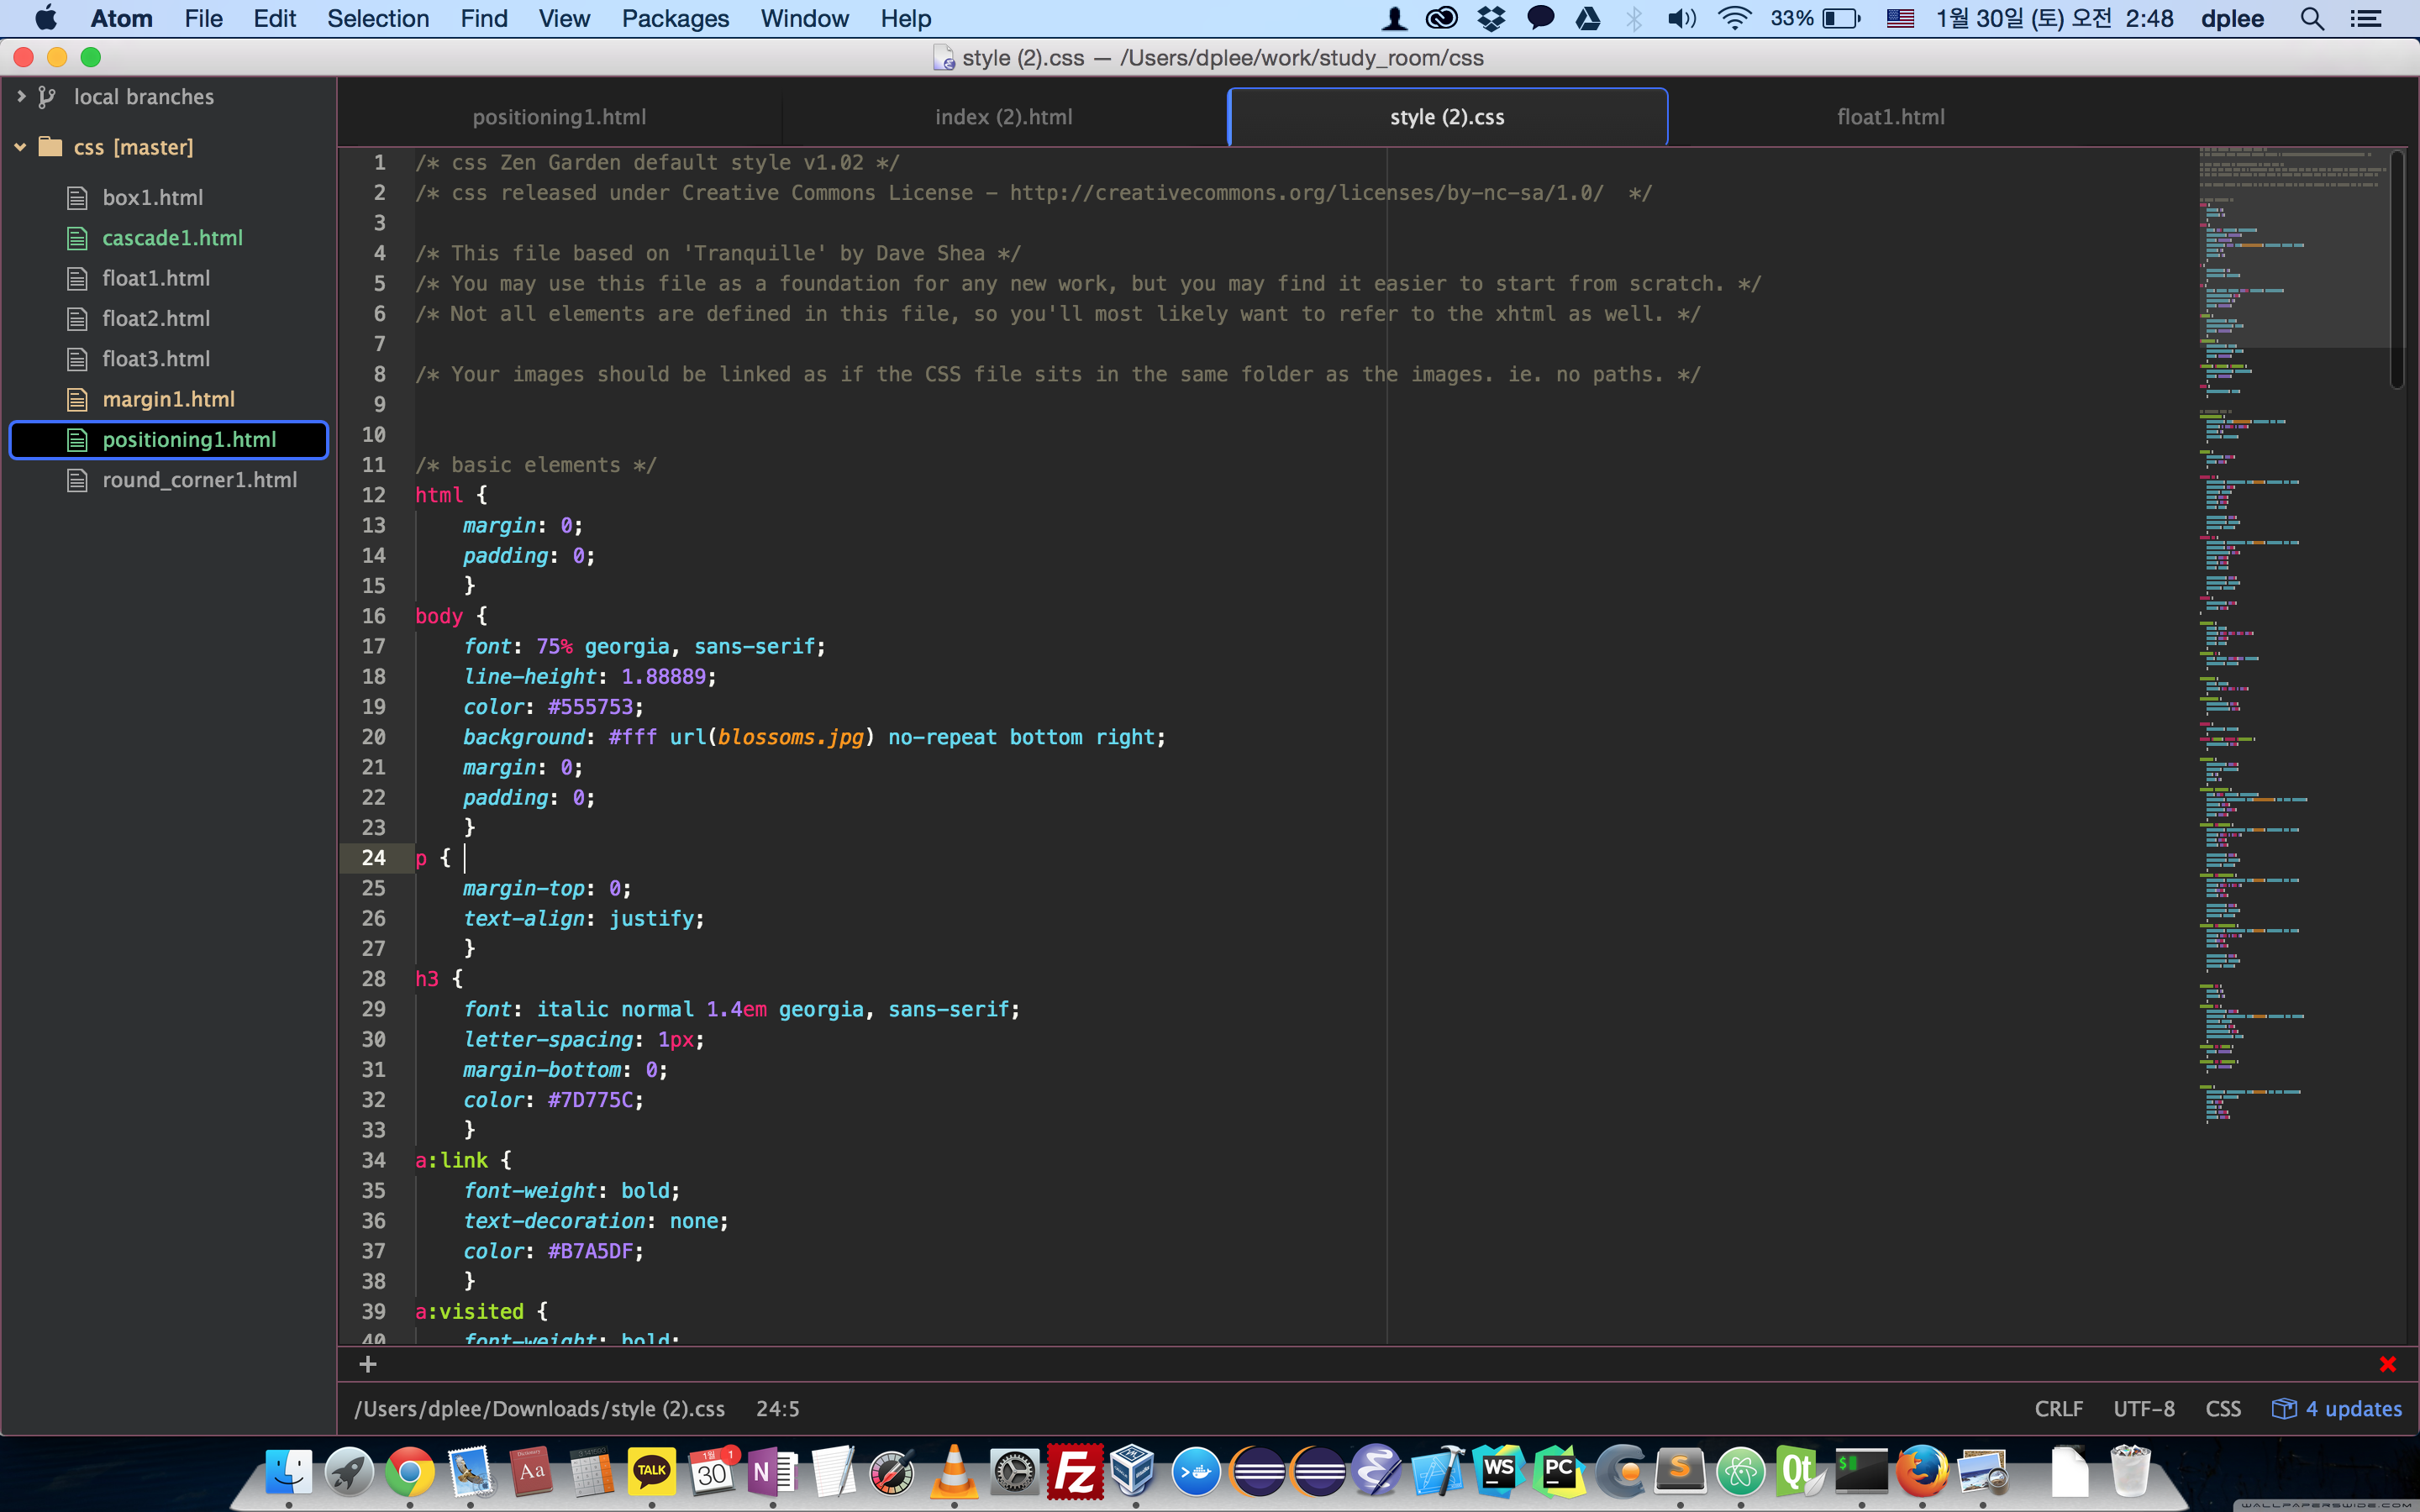 Atom File Edit Selection Find View Packages Window Help 33% 1월 30일 (토) 오전 2:48 dplee
style (2).css — /Users/dplee/work/study_room/css
local branches
css [master]
box1.html
cascade1.html
float1.html
float2.html
float3.html
margin1.html
positioning1.html
round_corner1.html
positioning1.html index (2).html style (2).css float1.html
1 /* css Zen Garden default style v1.02 */
2 /* css released under Creative Commons License - http://creativecommons.org/licenses/by-nc-sa/1.0/  */
3
4 /* This file based on 'Tranquille' by Dave Shea */
5 /* You may use this file as a foundation for any new work, but you may find it easier to start from scratch. */
6 /* Not all elements are defined in this file, so you'll most likely want to refer to the xhtml as well. */
7
8 /* Your images should be linked as if the CSS file sits in the same folder as the images. ie. no paths. */
9
10
11 /* basic elements */
12 html {
13 margin: 0;
14 padding: 0;
15 }
16 body {
17 font: 75% georgia, sans-serif;
18 line-height: 1.88889;
19 color: #555753;
20 background: #fff url(blossoms.jpg) no-repeat bottom right;
21 margin: 0;
22 padding: 0;
23 }
24 p {
25 margin-top: 0;
26 text-align: justify;
27 }
28 h3 {
29 font: italic normal 1.4em georgia, sans-serif;
30 letter-spacing: 1px;
31 margin-bottom: 0;
32 color: #7D775C;
33 }
34 a:link {
35 font-weight: bold;
36 text-decoration: none;
37 color: #B7A5DF;
38 }
39 a:visited {
40 font-weight: bold;
+
/Users/dplee/Downloads/style (2).css 24:5 CRLF UTF-8 CSS 4 updates
Aa TALK 1월 30 1 N FZ WS PC S Qt $
WALLPAPERSWIDE.COM